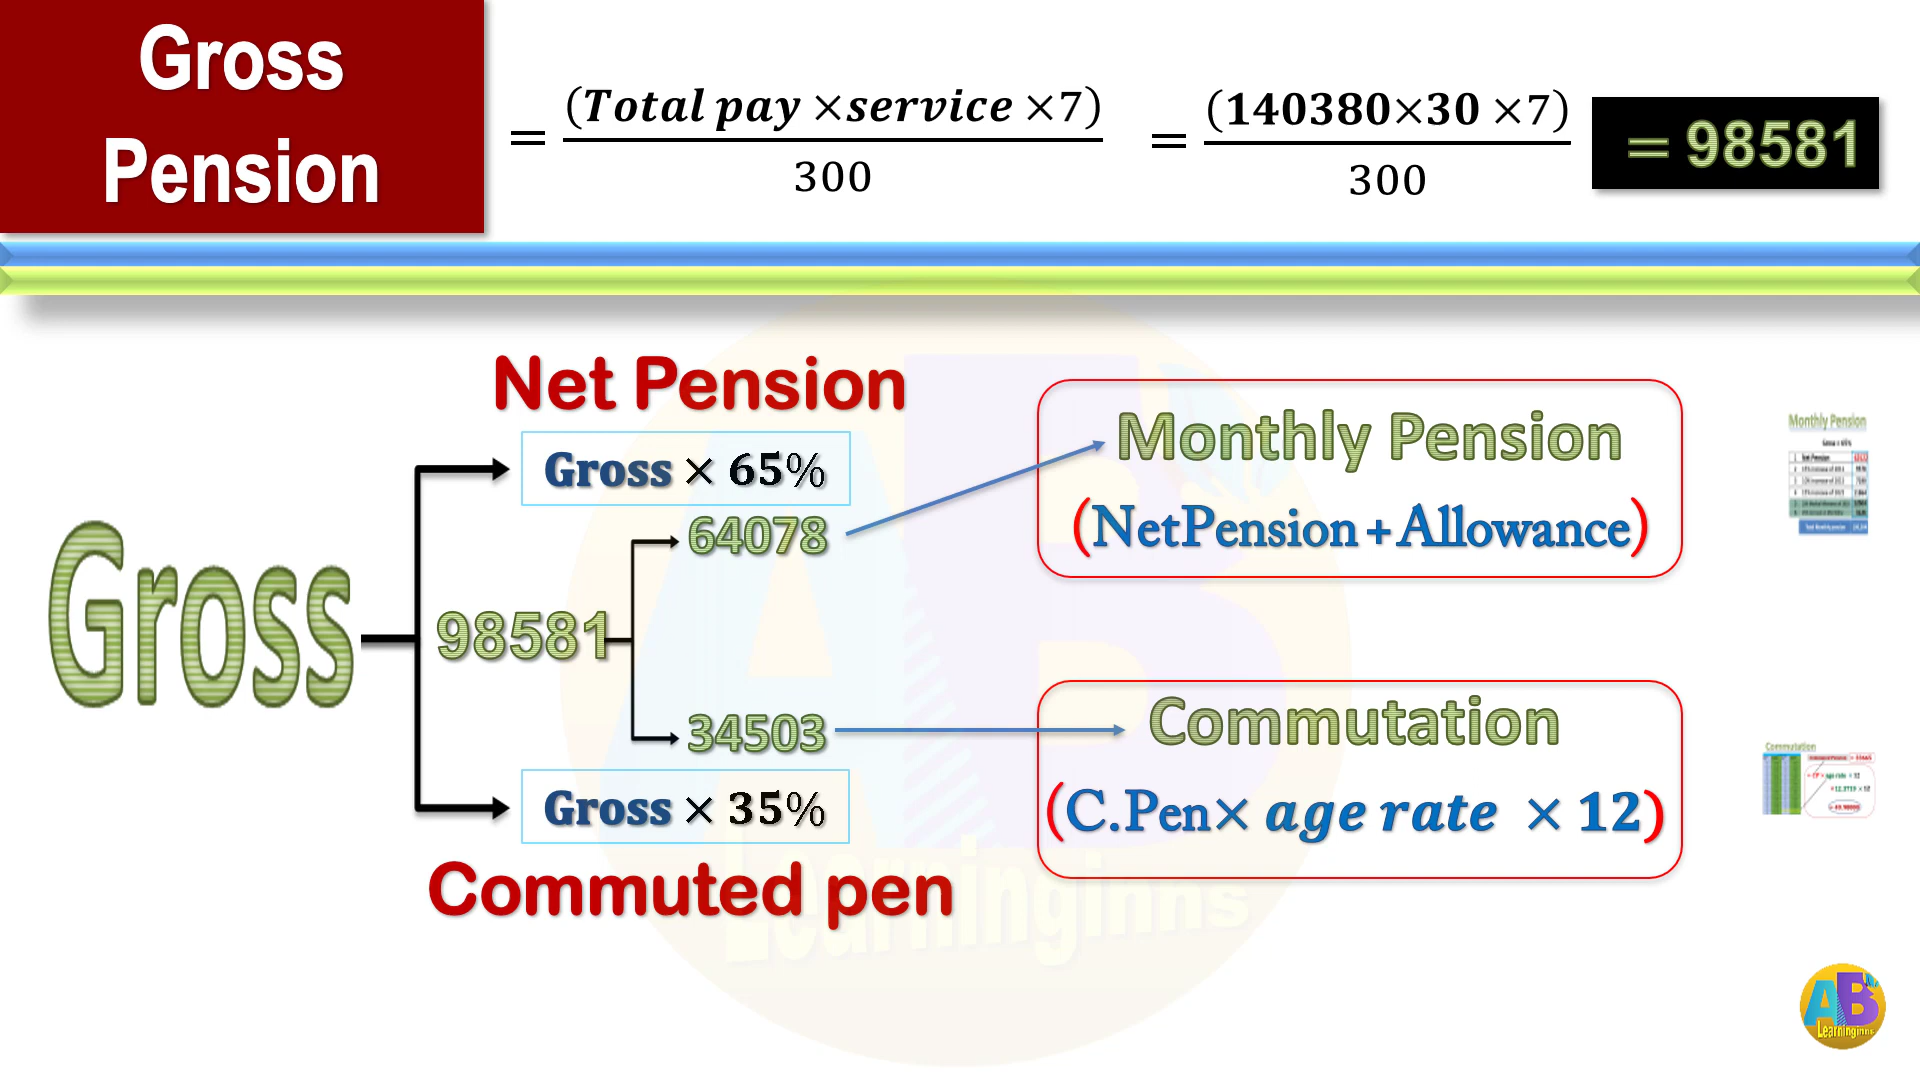 Gross
Pension
= (Total pay ×service ×7) / 300 = (140380×30 ×7) / 300 = 98581
Net Pension
Gross × 65%
64078
Monthly Pension
(NetPension+Allowance)
Monthly Pension
Gross
98581
34503
Commutation
(C.Pen× age rate × 12)
Commutation
Gross × 35%
Commuted pen
Learninginns
AB
Learninginns